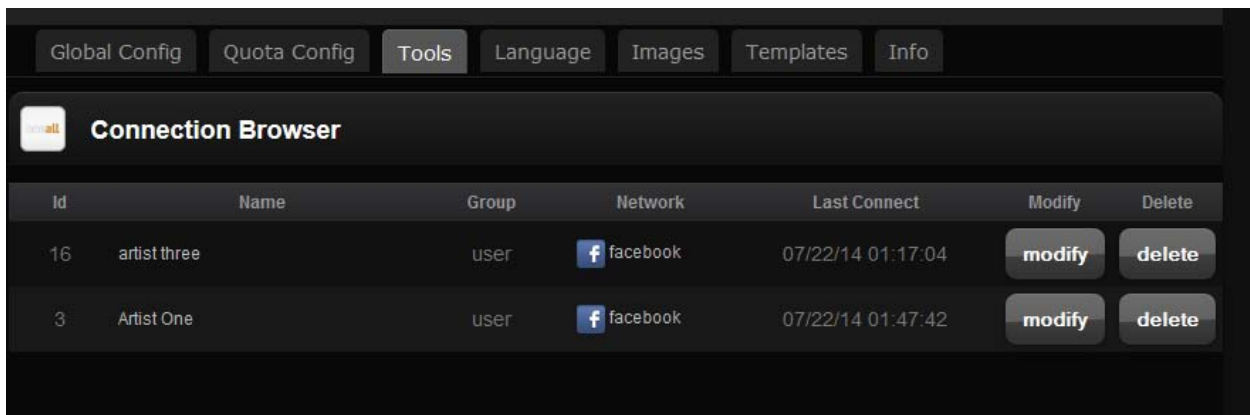 Global Config Quota Config Tools Language Images Templates Info
all Connection Browser
Id Name Group Network Last Connect Modify Delete
16 artist three user facebook 07/22/14 01:17:04 modify delete
3 Artist One user facebook 07/22/14 01:47:42 modify delete